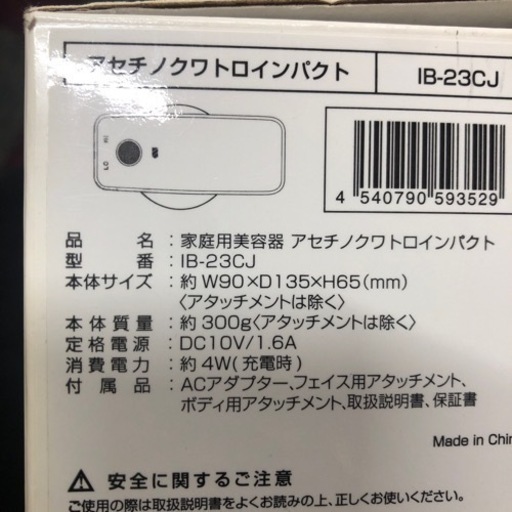 アセチノクワトロインパクト IB-23CJ
4 540790 593529
品名：家庭用美容器 アセチノクワトロインパクト
型番：IB-23CJ
本体サイズ：約 W90×D135×H65(mm)
〈アタッチメントは除く〉
本体質量：約 300g〈アタッチメントは除く〉
定格電源：DC10V/1.6A
消費電力：約 4W(充電時)
付属品：ACアダプター、フェイス用アタッチメント、
ボディ用アタッチメント、取扱説明書、保証書
Made in Chin
安全に関するご注意
ご使用の際は取扱説明書をよくお読みの上、正しくお使いください。